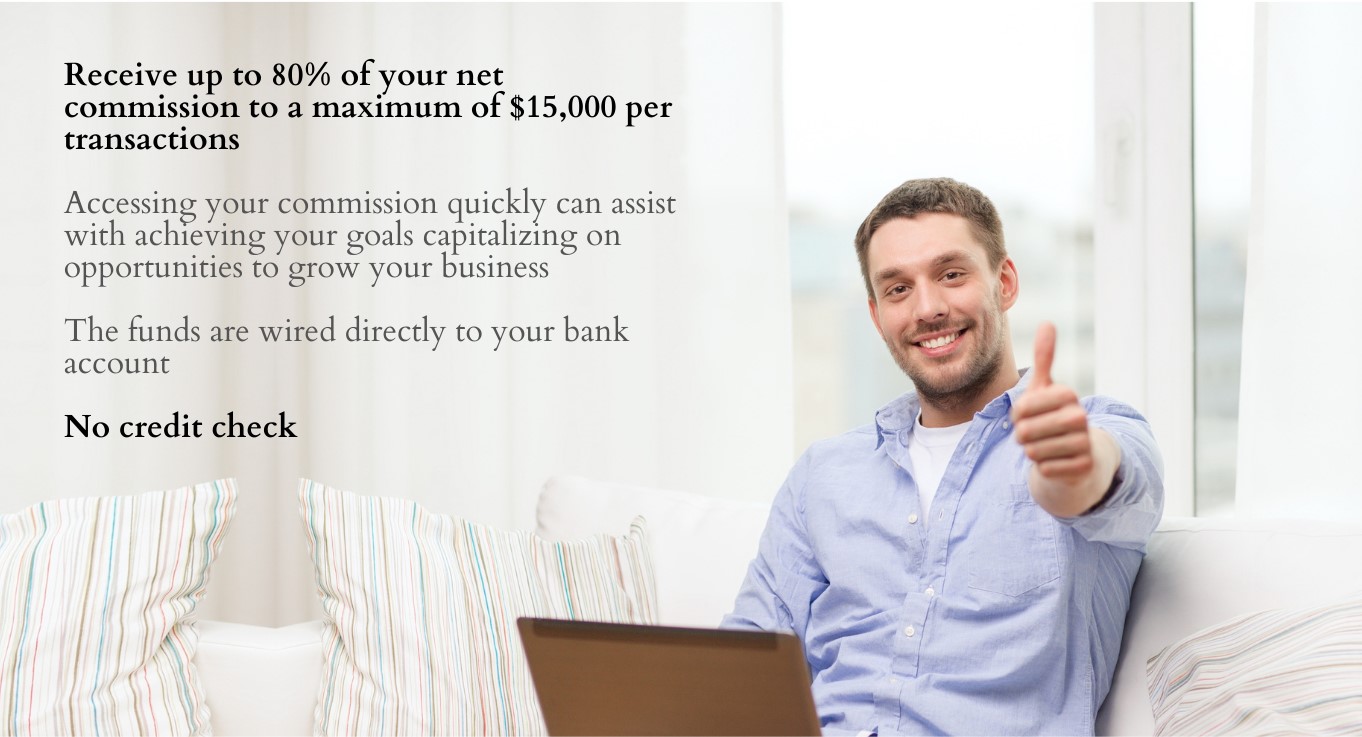 Receive up to 80% of your net
commission to a maximum of $15,000 per
transactions
Accessing your commission quickly can assist
with achieving your goals capitalizing on
opportunities to grow your business
The funds are wired directly to your bank
account
No credit check